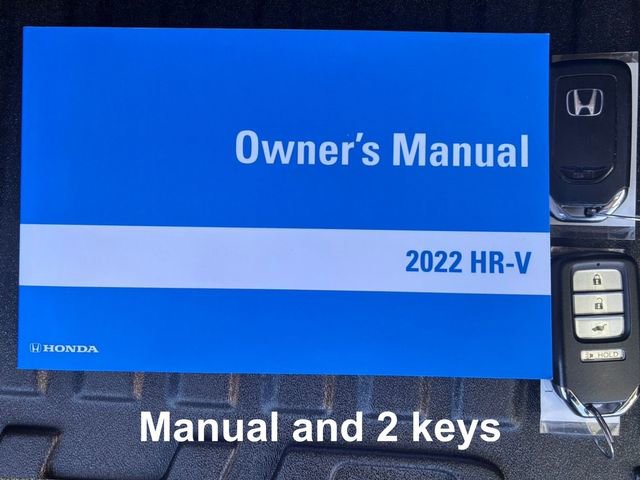 Owner's Manual
2022 HR-V
HONDA
HOLD
Manual and 2 keys